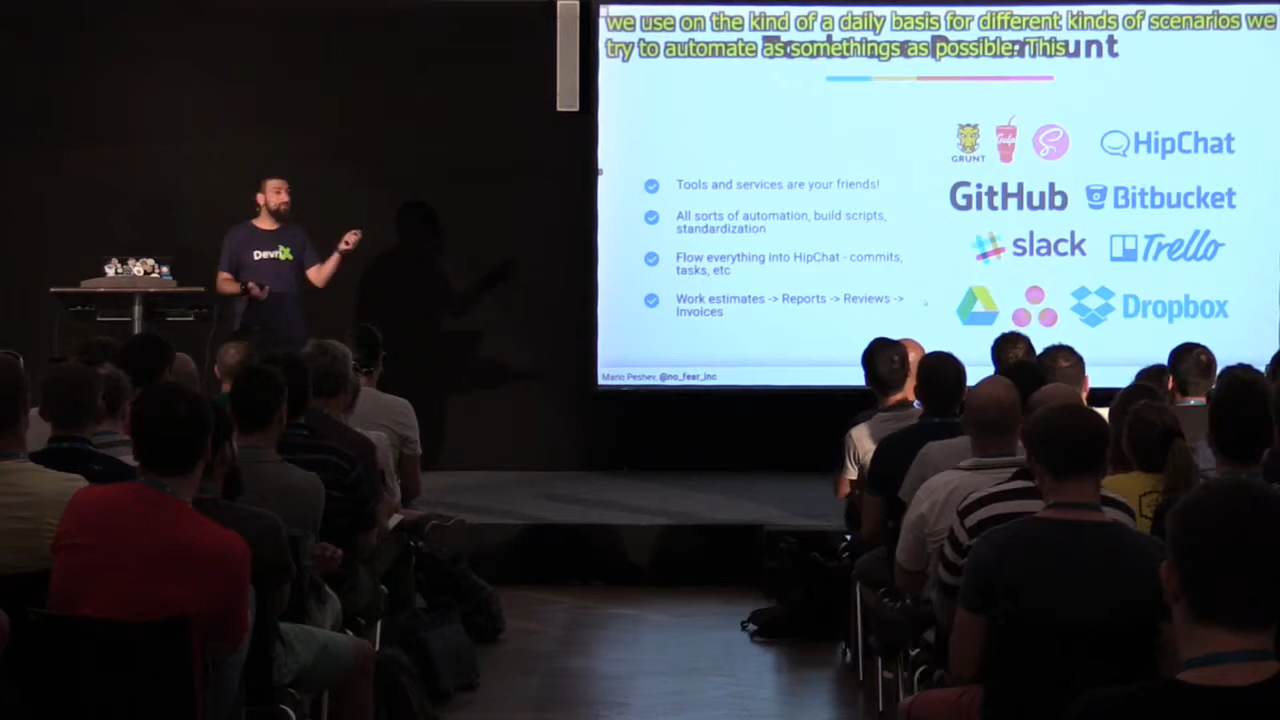 we use on the kind of a daily basis for different kinds of scenarios we
try to automate as somethings as possible. This
GRUNT
Gulp
HipChat
Tools and services are your friends!
GitHub
Bitbucket
All sorts of automation, build scripts,
standardization
slack
Trello
Flow everything into HipChat - commits,
tasks, etc
Work estimates -> Reports -> Reviews ->
Invoices
Dropbox
Mario Peshev, @no_fear_inc
DevriX